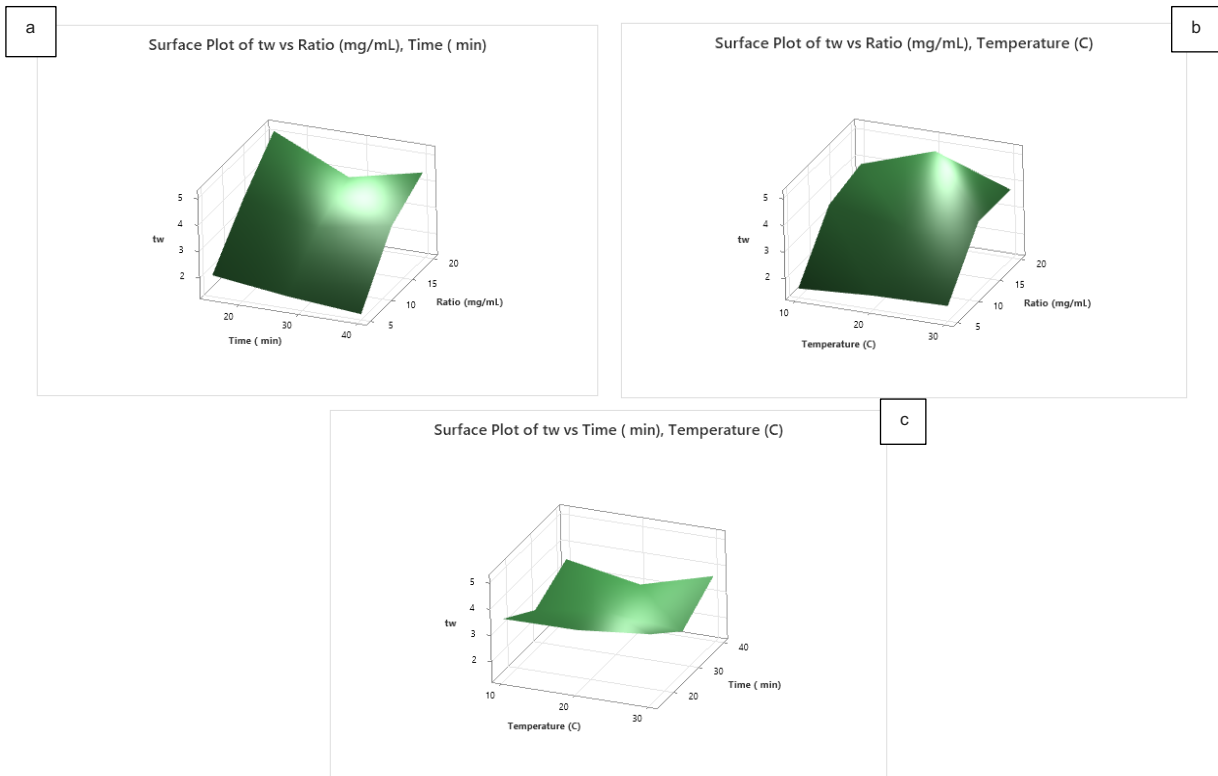 a
Surface Plot of tw vs Ratio (mg/mL), Time ( min)
5
4
tw
3
2
20
15
10
5
Ratio (mg/mL)
20
30
40
Time ( min)
b
Surface Plot of tw vs Ratio (mg/mL), Temperature (C)
5
4
tw
3
2
20
15
10
5
Ratio (mg/mL)
10
20
30
Temperature (C)
c
Surface Plot of tw vs Time ( min), Temperature (C)
5
4
tw
3
2
40
30
20
Time ( min)
10
20
30
Temperature (C)